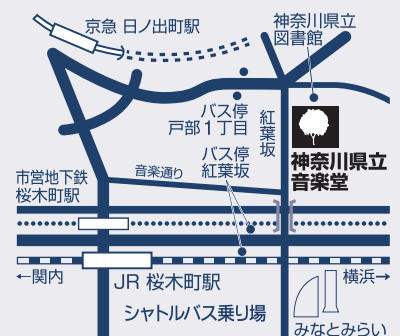 京急 日ノ出町駅
神奈川県立
図書館
バス停
戸部1丁目
紅葉坂
バス停
紅葉坂
神奈川県立
音楽堂
音楽通り
市営地下鉄
桜木町駅
←関内
横浜→
JR 桜木町駅
シャトルバス乗り場
みなとみらい